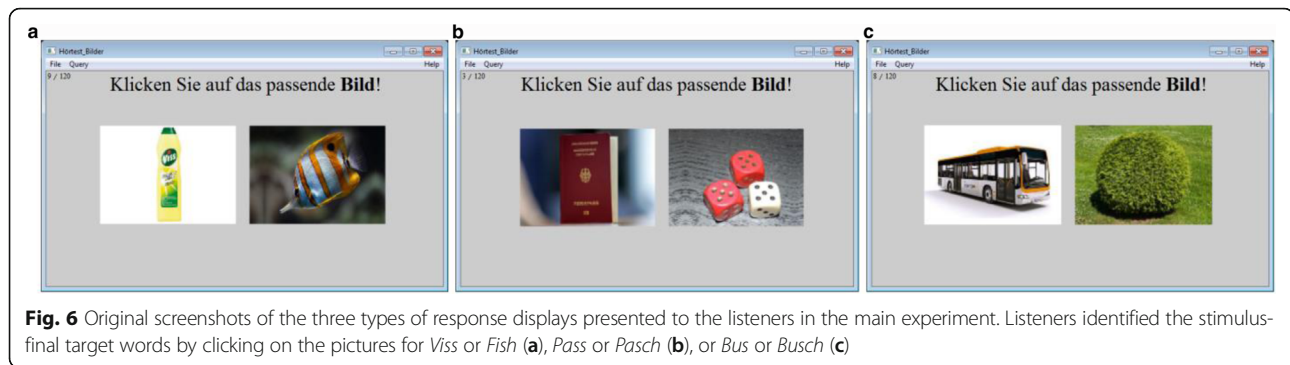 a
Hörtest_Bilder
File Query Help
9 / 120
Klicken Sie auf das passende Bild!
Viss
b
Hörtest_Bilder
File Query Help
3 / 120
Klicken Sie auf das passende Bild!
c
Hörtest_Bilder
File Query Help
8 / 120
Klicken Sie auf das passende Bild!
Fig. 6 Original screenshots of the three types of response displays presented to the listeners in the main experiment. Listeners identified the stimulus-
final target words by clicking on the pictures for Viss or Fish (a), Pass or Pasch (b), or Bus or Busch (c)